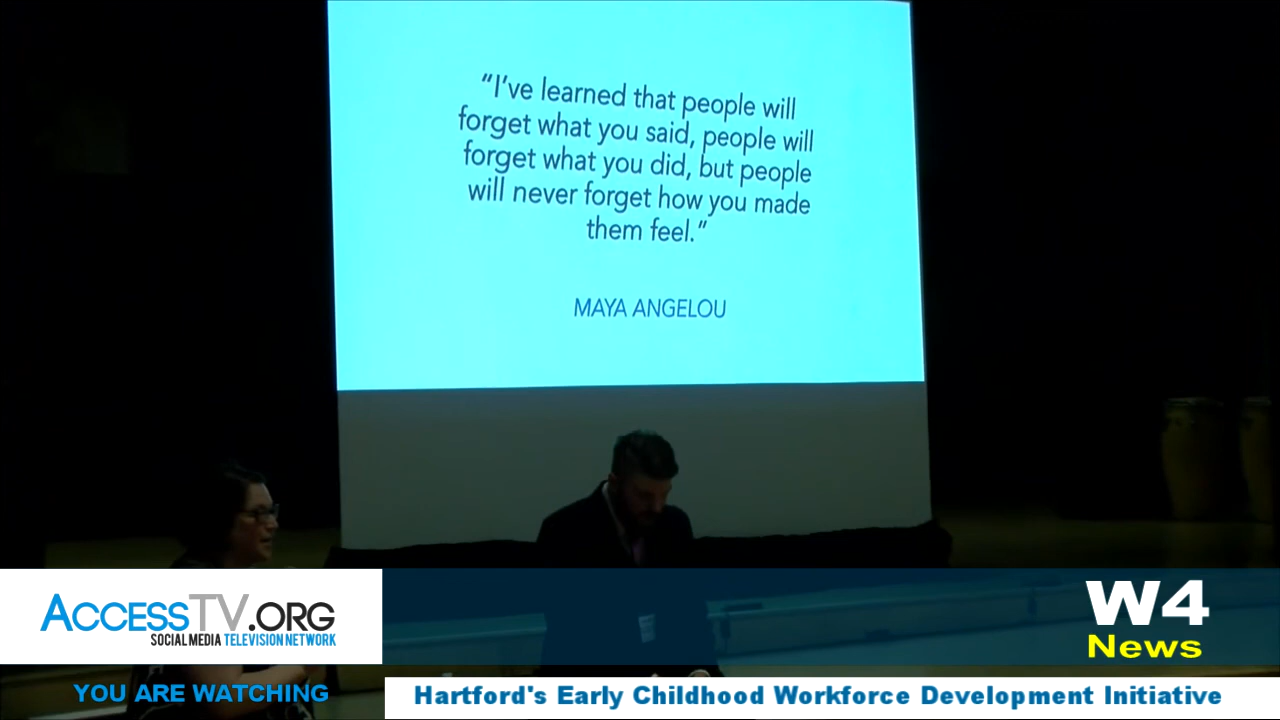 “I’ve learned that people will
forget what you said, people will
forget what you did, but people
will never forget how you made
them feel.”
MAYA ANGELOU
ACCESSTV.ORG
SOCIAL MEDIA TELEVISION NETWORK
W4
News
YOU ARE WATCHING
Hartford's Early Childhood Workforce Development Initiative